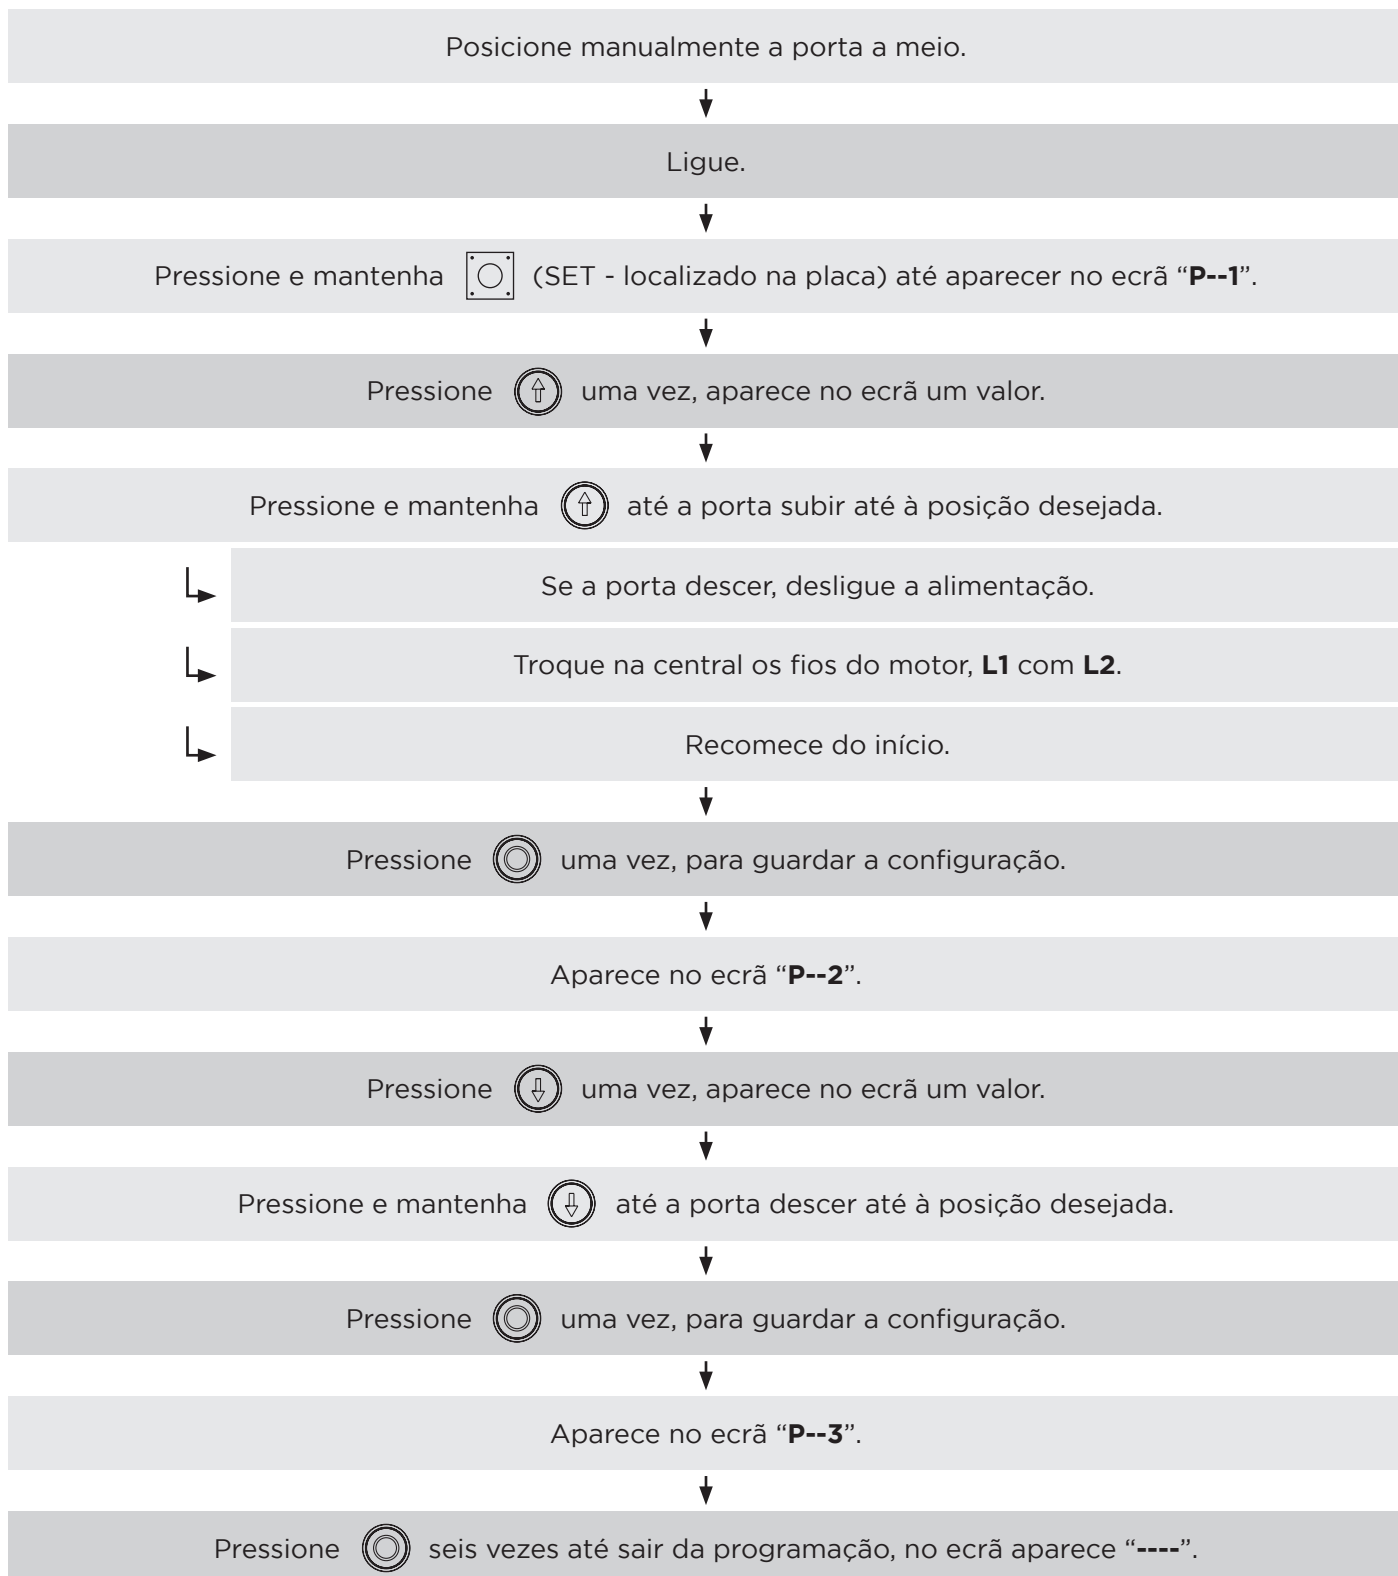 Posicione manualmente a porta a meio.
Ligue.
Pressione e mantenha (SET - localizado na placa) até aparecer no ecrã “P--1”.
Pressione uma vez, aparece no ecrã um valor.
Pressione e mantenha até a porta subir até à posição desejada.
Se a porta descer, desligue a alimentação.
Troque na central os fios do motor, L1 com L2.
Recomece do início.
Pressione uma vez, para guardar a configuração.
Aparece no ecrã “P--2”.
Pressione uma vez, aparece no ecrã um valor.
Pressione e mantenha até a porta descer até à posição desejada.
Pressione uma vez, para guardar a configuração.
Aparece no ecrã “P--3”.
Pressione seis vezes até sair da programação, no ecrã aparece “----”.